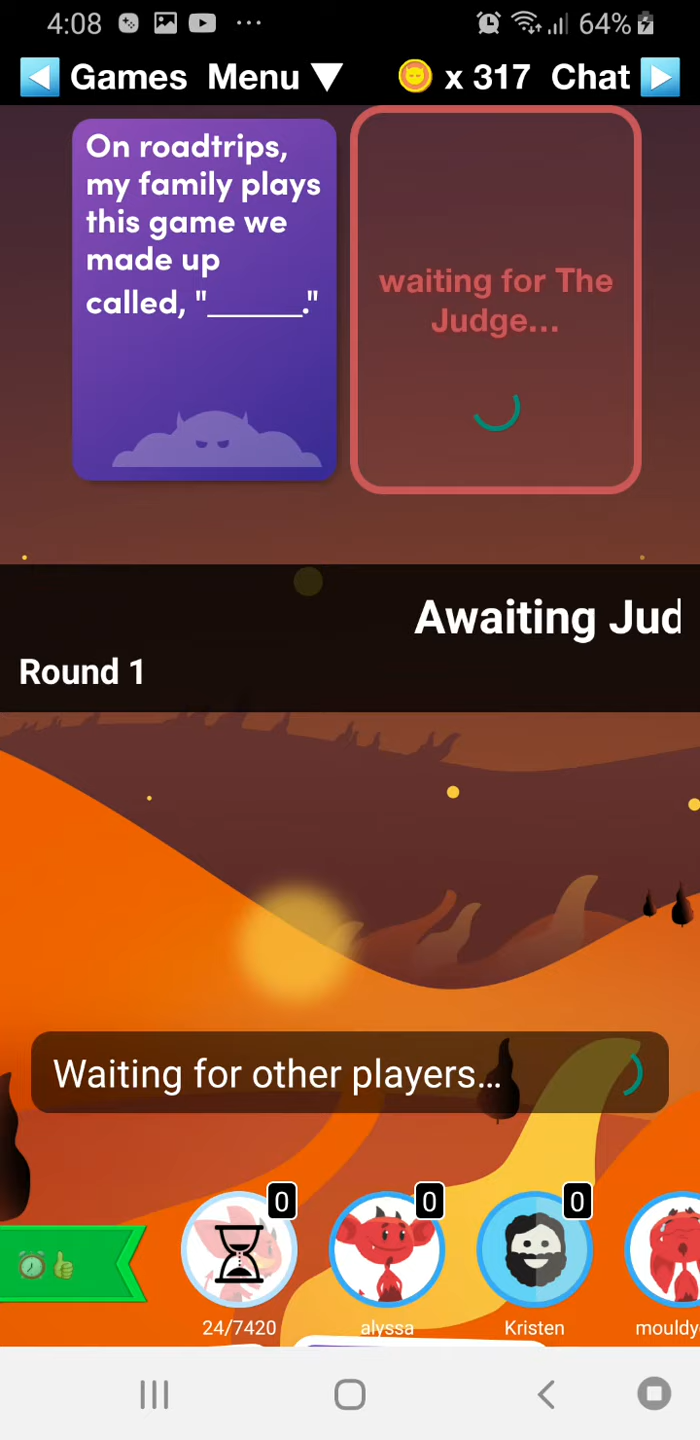 4:08 ... 64%
Games Menu ▼ x 317 Chat
On roadtrips,
my family plays
this game we
made up
called, "______."
waiting for The
Judge...
Awaiting Jud
Round 1
Waiting for other players...
0 0 0
24/7420 alyssa Kristen mouldy